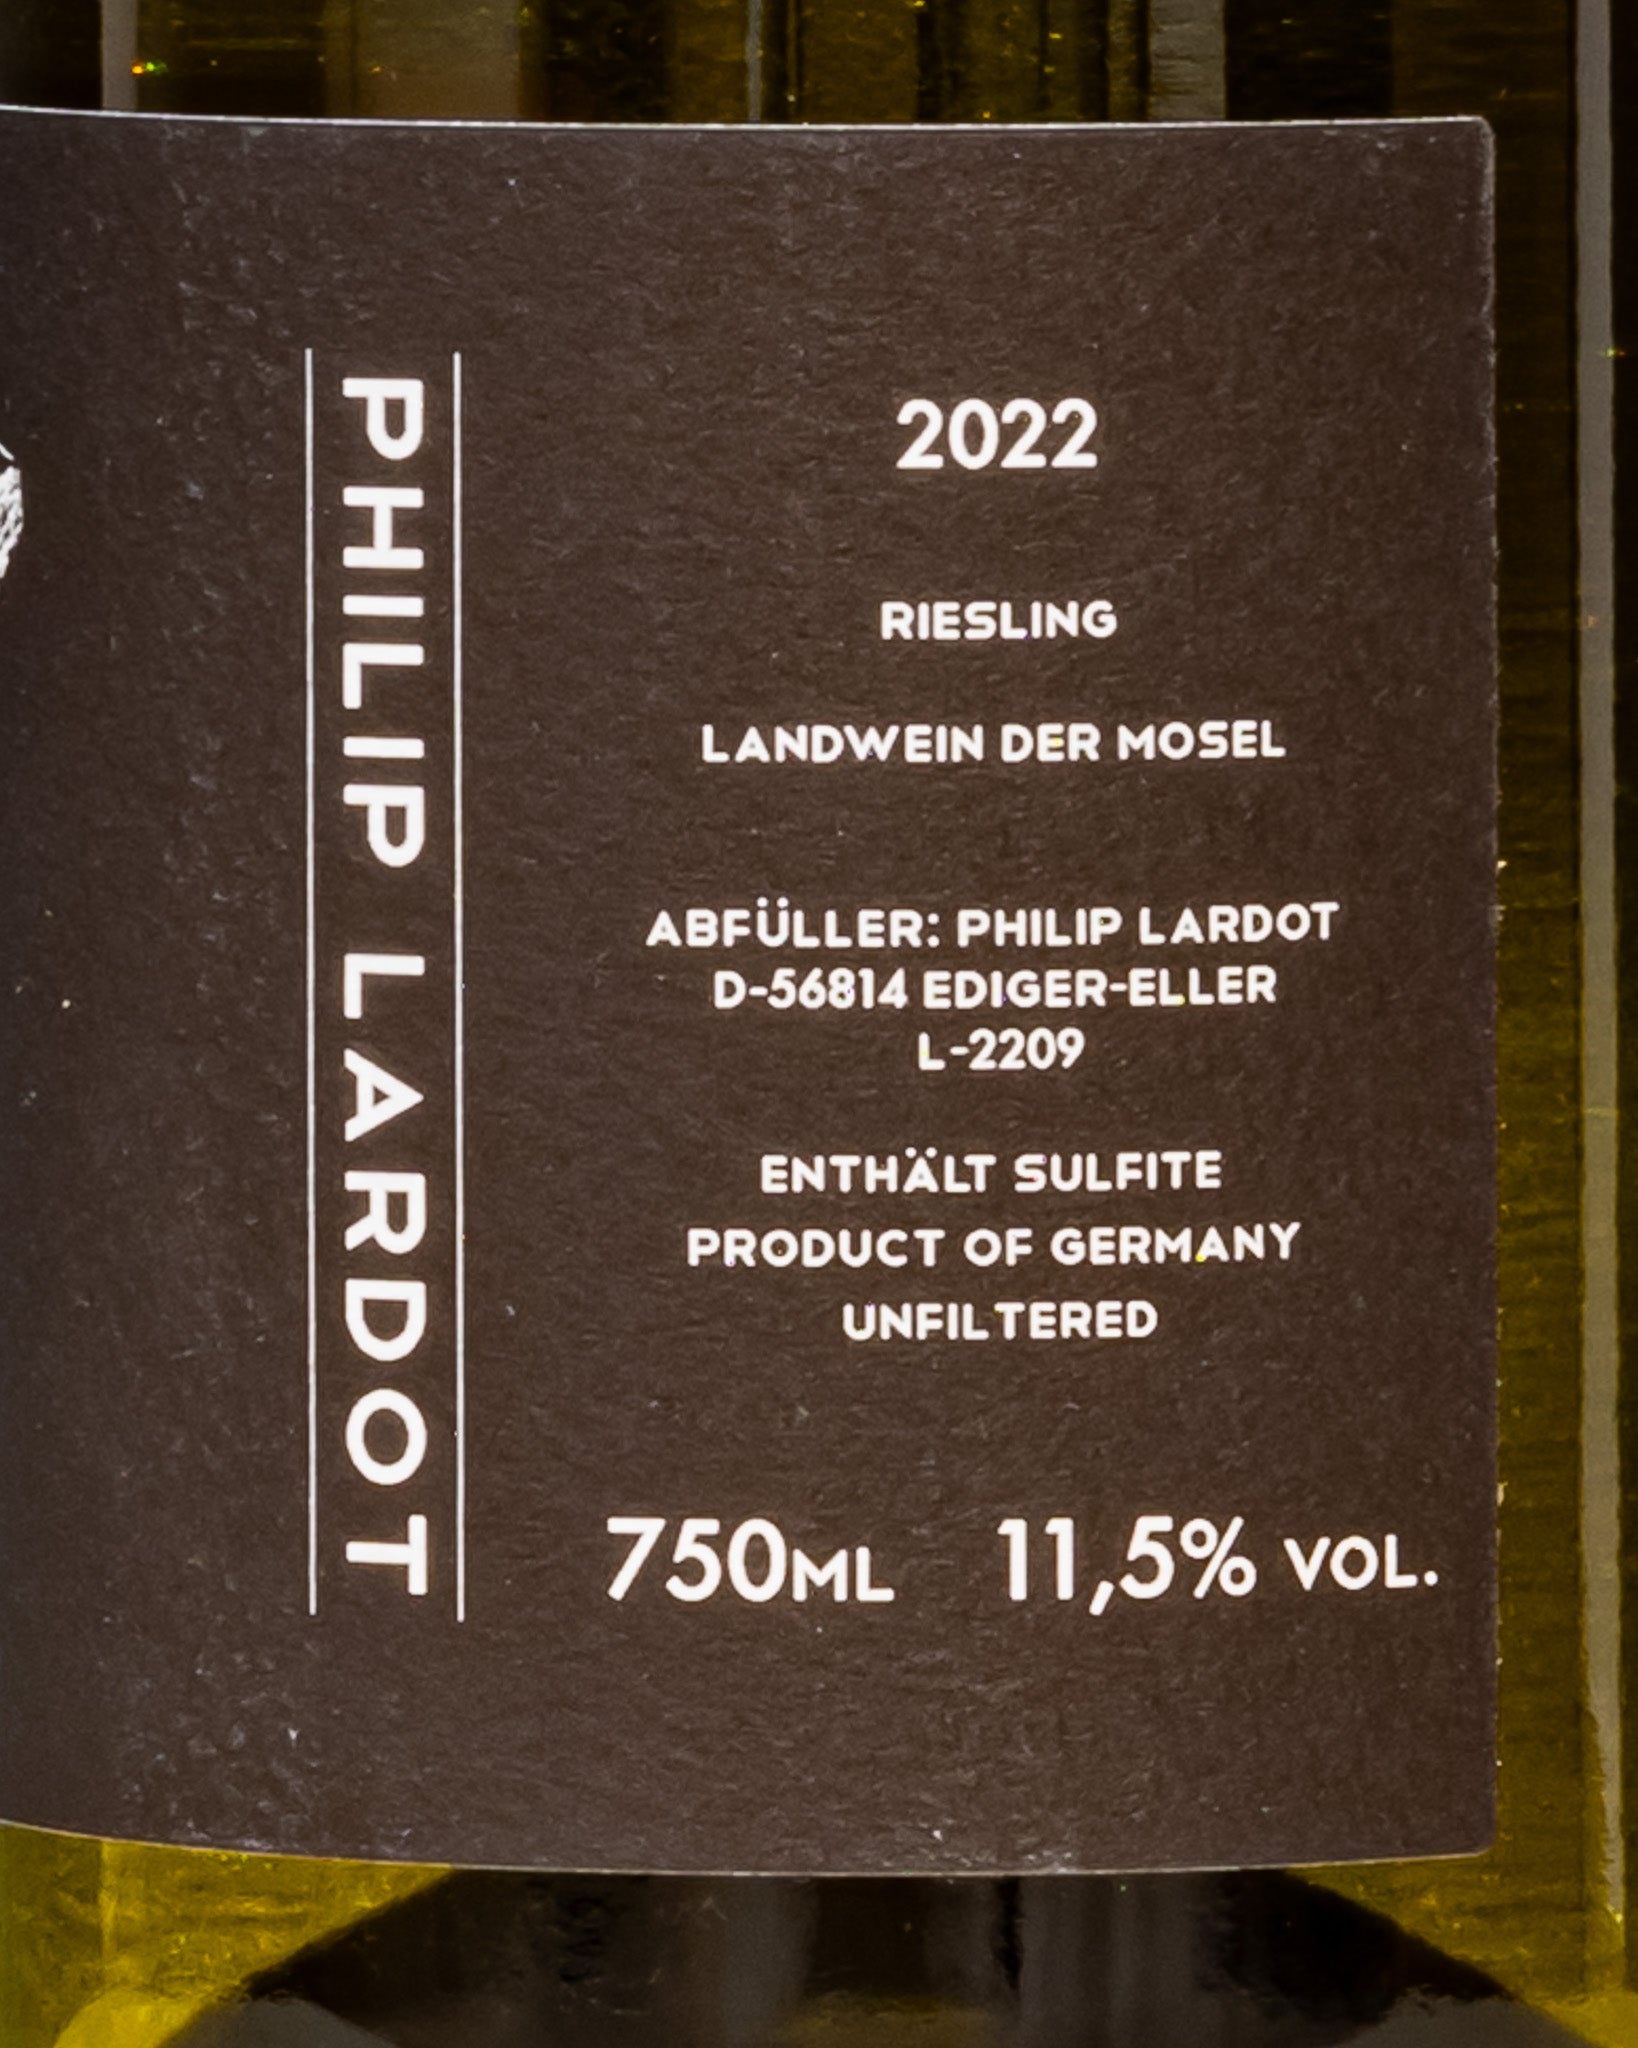 PHILIP LARDOT
2022
RIESLING
LANDWEIN DER MOSEL
ABFÜLLER: PHILIP LARDOT
D-56814 EDIGER-ELLER
L-2209
ENTHÄLT SULFITE
PRODUCT OF GERMANY
UNFILTERED
750ML 11,5% VOL.